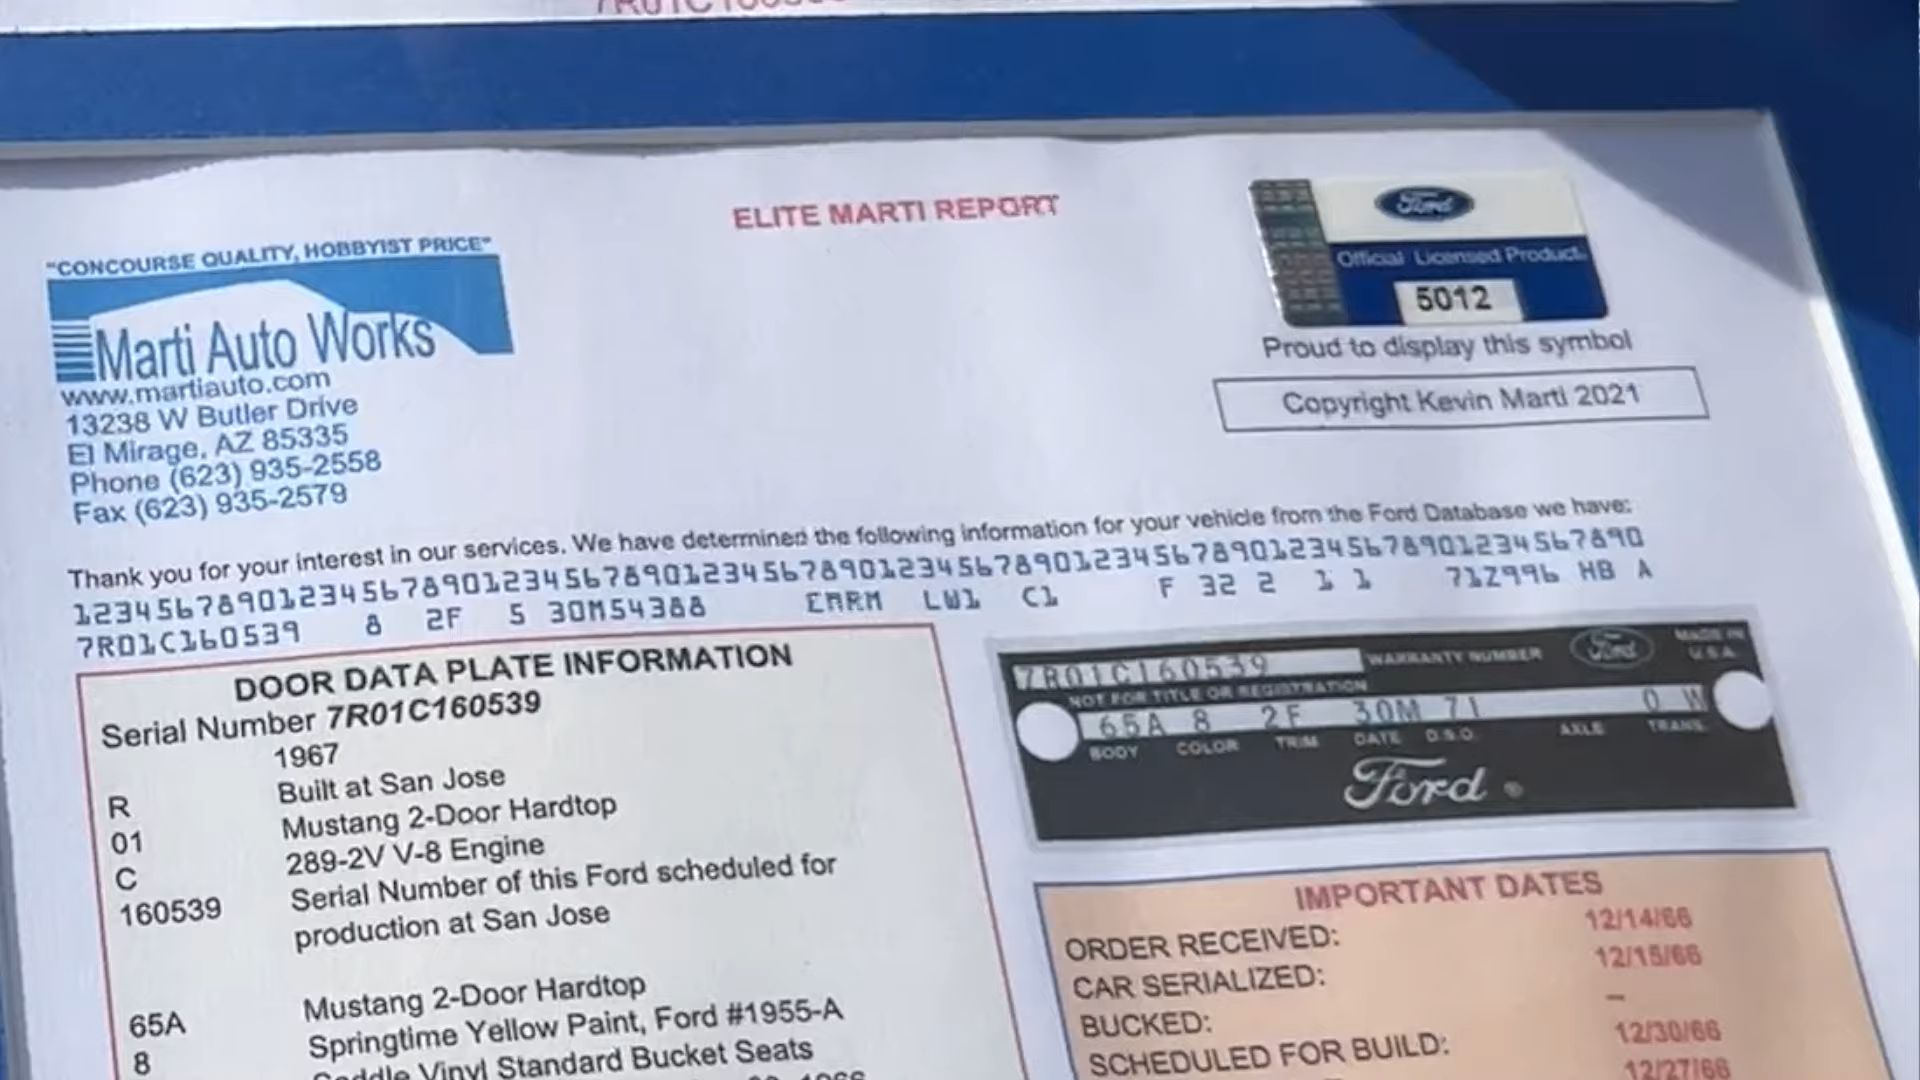 ELITE MARTI REPORT
"CONCOURSE QUALITY, HOBBYIST PRICE"
Marti Auto Works
www.martiauto.com
13238 W Butler Drive
El Mirage, AZ 85335
Phone (623) 935-2558
Fax (623) 935-2579
Ford
Official Licensed Product
5012
Proud to display this symbol
Copyright Kevin Marti 2021
Thank you for your interest in our services. We have determined the following information for your vehicle from the Ford Database we have:
12345678901234567890123456789012345678901234567890123456789012345678901234567890
7R01C160539 8 2F 5 30M54388 EMRM LW1 C1 F 32 2 1 1 71Z996 HB A
DOOR DATA PLATE INFORMATION
Serial Number 7R01C160539
1967
R Built at San Jose
01 Mustang 2-Door Hardtop
C 289-2V V-8 Engine
160539 Serial Number of this Ford scheduled for
production at San Jose
65A Mustang 2-Door Hardtop
8 Springtime Yellow Paint, Ford #1955-A
Vinyl Standard Bucket Seats
7R01C160539 WARRANTY NUMBER Ford MADE IN U.S.A.
NOT FOR TITLE OR REGISTRATION
65A 8 2F 30M 71 0 W
BODY COLOR TRIM DATE D.S.O. AXLE TRANS.
Ford
IMPORTANT DATES
ORDER RECEIVED: 12/14/66
CAR SERIALIZED: 12/15/66
BUCKED: –
SCHEDULED FOR BUILD: 12/30/66
12/27/66